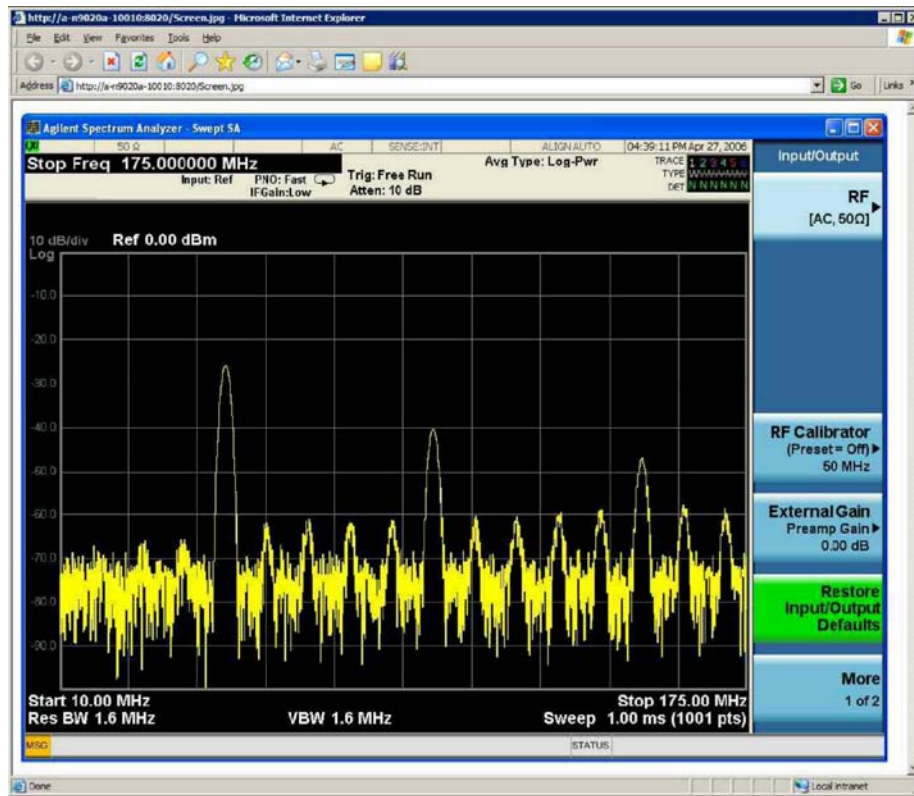 http://a-n9020a-10010:8020/Screen.jpg - Microsoft Internet Explorer
File Edit View Favorites Tools Help
Address http://a-n9020a-10010:8020/Screen.jpg Go Links
Agilent Spectrum Analyzer - Swept SA
50 Ω AC SENSE:INT ALIGN AUTO 04:39:11 PM Apr 27, 2006
Stop Freq 175.000000 MHz
Input: Ref PNO: Fast
IFGain:Low
Trig: Free Run
Atten: 10 dB
Avg Type: Log-Pwr
TRACE 1 2 3 4 5 6
TYPE WWWWWW
DET N N N N N N
10 dB/div Ref 0.00 dBm
Log
-10.0
-20.0
-30.0
-40.0
-50.0
-60.0
-70.0
-80.0
-90.0
Start 10.00 MHz
Res BW 1.6 MHz
VBW 1.6 MHz
Stop 175.00 MHz
Sweep 1.00 ms (1001 pts)
MSG
STATUS
Input/Output
RF
[AC, 50Ω]
RF Calibrator
(Preset = Off)
50 MHz
External Gain
Preamp Gain
0.00 dB
Restore
Input/Output
Defaults
More
1 of 2
Done
Local intranet